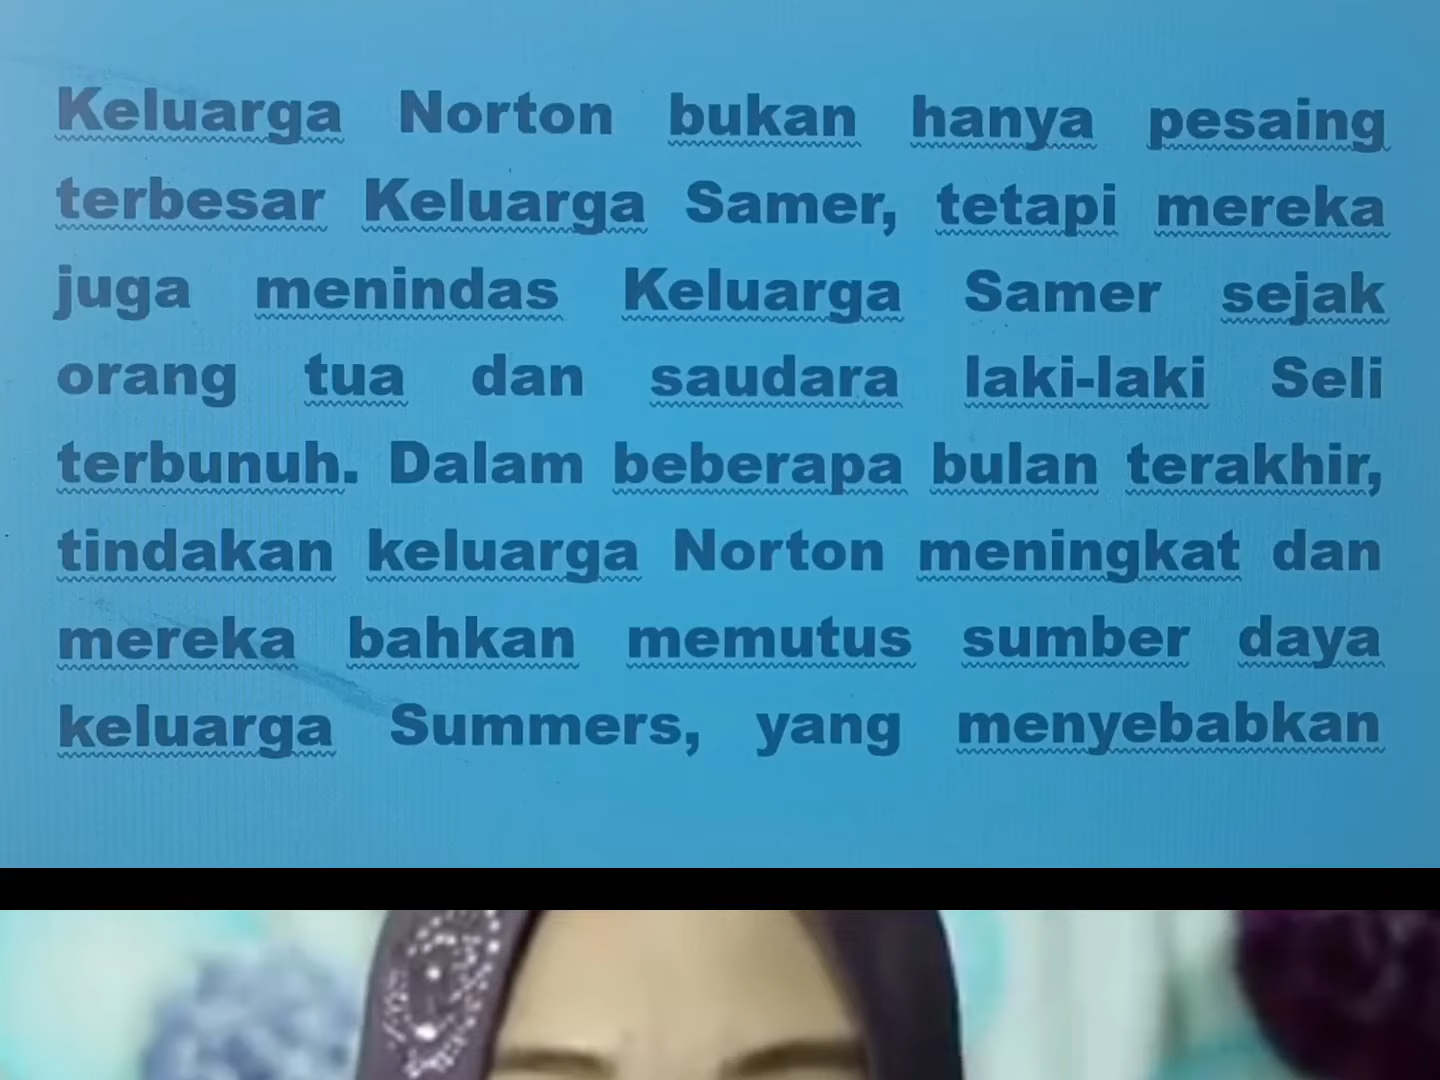 Keluarga Norton bukan hanya pesaing
terbesar Keluarga Samer, tetapi mereka
juga menindas Keluarga Samer sejak
orang tua dan saudara laki-laki Seli
terbunuh. Dalam beberapa bulan terakhir,
tindakan keluarga Norton meningkat dan
mereka bahkan memutus sumber daya
keluarga Summers, yang menyebabkan